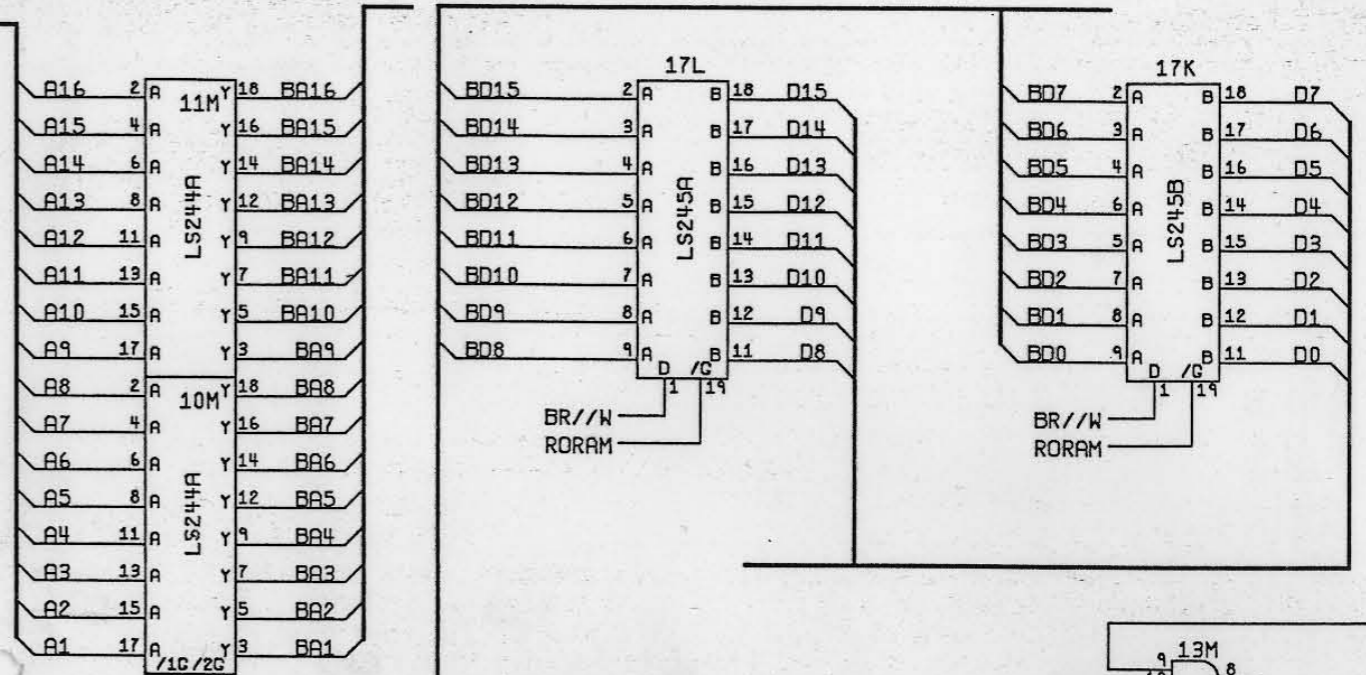 A16 2 A 11M Y 18 BA16
A15 4 A Y 16 BA15
A14 6 A Y 14 BA14
A13 8 A Y 12 BA13
A12 11 A Y 9 BA12
A11 13 A Y 7 BA11
A10 15 A Y 5 BA10
A9 17 A Y 3 BA9
LS244A
A8 2 A 10M Y 18 BA8
A7 4 A Y 16 BA7
A6 6 A Y 14 BA6
A5 8 A Y 12 BA5
A4 11 A Y 9 BA4
A3 13 A Y 7 BA3
A2 15 A Y 5 BA2
A1 17 A Y 3 BA1
LS244A
/1G /2G
17L
BD15 2 A B 18 D15
BD14 3 A B 17 D14
BD13 4 A B 16 D13
BD12 5 A B 15 D12
BD11 6 A B 14 D11
BD10 7 A B 13 D10
BD9 8 A B 12 D9
BD8 9 A B 11 D8
LS245A
D /G
1 19
BR//W
RORAM
17K
BD7 2 A B 18 D7
BD6 3 A B 17 D6
BD5 4 A B 16 D5
BD4 6 A B 14 D4
BD3 5 A B 15 D3
BD2 7 A B 13 D2
BD1 8 A B 12 D1
BD0 9 A B 11 D0
LS245B
D /G
1 19
BR//W
RORAM
13M
9 8